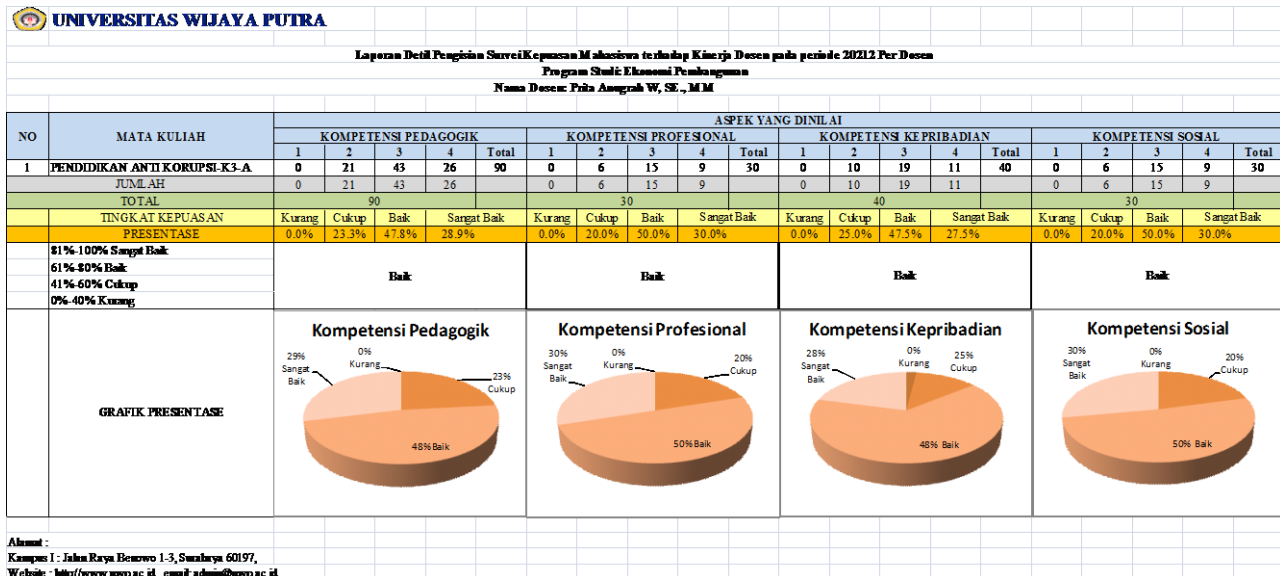 UNIVERSITAS WIJAYA PUTRA
Laporan Detil Pengisian Survei Kepuasan Mahasiswa terhadap Kinerja Dosen pada periode 20212 Per Dosen
Program Studi: Ekonomi Pembangunan
Nama Dosen: Prita Anugrah W, SE., MM
NO MATA KULIAH ASPEK YANG DINILAI
KOMPETENSI PEDAGOGIK KOMPETENSI PROFESIONAL KOMPETENSI KEPRIBADIAN KOMPETENSI SOSIAL
1 2 3 4 Total 1 2 3 4 Total 1 2 3 4 Total 1 2 3 4 Total
1 PENDIDIKAN ANTI KORUPSI-K3-A 0 21 43 26 90 0 6 15 9 30 0 10 19 11 40 0 6 15 9 30
JUMLAH 0 21 43 26 0 6 15 9 0 10 19 11 0 6 15 9
TOTAL 90 30 40 30
TINGKAT KEPUASAN Kurang Cukup Baik Sangat Baik Kurang Cukup Baik Sangat Baik Kurang Cukup Baik Sangat Baik Kurang Cukup Baik Sangat Baik
PRESENTASE 0.0% 23.3% 47.8% 28.9% 0.0% 20.0% 50.0% 30.0% 0.0% 25.0% 47.5% 27.5% 0.0% 20.0% 50.0% 30.0%
81%-100% Sangat Baik
61%-80% Baik
41%-60% Cukup
0%-40% Kurang
Baik Baik Baik Baik
GRAFIK PRESENTASE
Kompetensi Pedagogik
0% Kurang
23% Cukup
48% Baik
29% Sangat Baik
Kompetensi Profesional
0% Kurang
20% Cukup
50% Baik
30% Sangat Baik
Kompetensi Kepribadian
0% Kurang
25% Cukup
48% Baik
28% Sangat Baik
Kompetensi Sosial
0% Kurang
20% Cukup
50% Baik
30% Sangat Baik
Alamat :
Kampus I : Jalan Raya Benowo 1-3, Surabaya 60197,
Website : http://www.uwp.ac.id, email: admin@uwp.ac.id